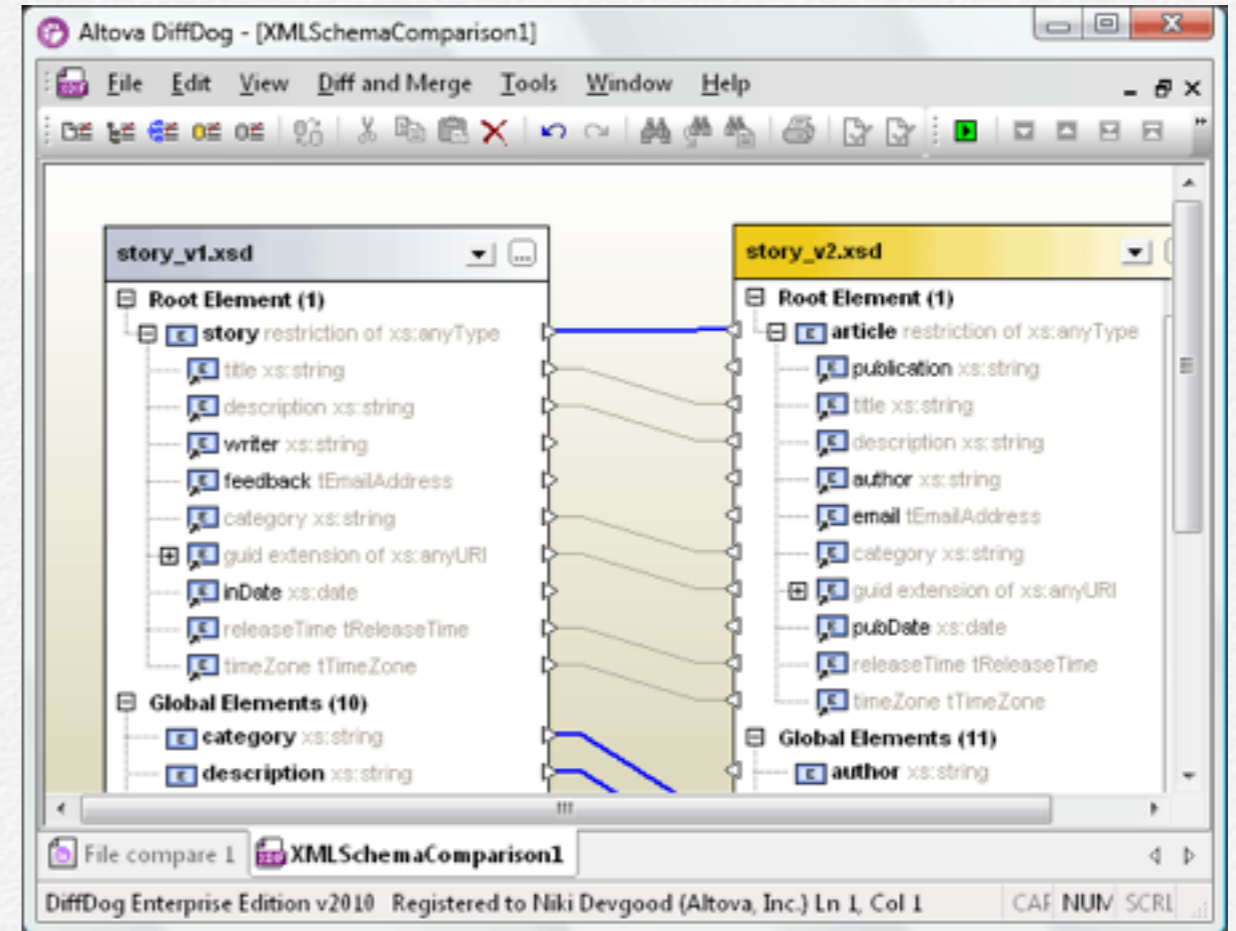 Altova DiffDog - [XMLSchemaComparison1]
File Edit View Diff and Merge Tools Window Help
story_v1.xsd
Root Element (1)
story restriction of xs:anyType
title xs:string
description xs:string
writer xs:string
feedback tEmailAddress
category xs:string
guid extension of xs:anyURI
inDate xs:date
releaseTime tReleaseTime
timeZone tTimeZone
Global Elements (10)
category xs:string
description xs:string
story_v2.xsd
Root Element (1)
article restriction of xs:anyType
publication xs:string
title xs:string
description xs:string
author xs:string
email tEmailAddress
category xs:string
guid extension of xs:anyURI
pubDate xs:date
releaseTime tReleaseTime
timeZone tTimeZone
Global Elements (11)
author xs:string
File compare 1 XMLSchemaComparison1
DiffDog Enterprise Edition v2010 Registered to Niki Devgood (Altova, Inc.) Ln 1, Col 1 CAP NUM SCRL